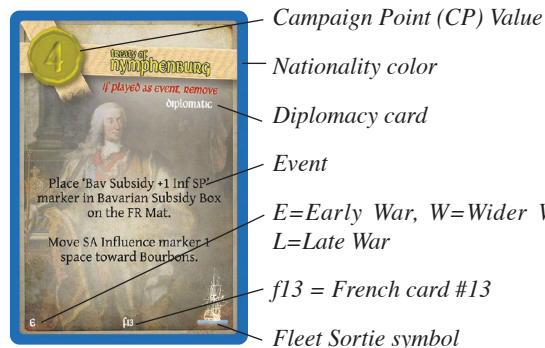 4
Treaty of
Nymphenburg
If played as event, remove
Diplomatic
Place 'Bav Subsidy +1 Inf SP'
marker in Bavarian Subsidy Box
on the FR Mat.
Move SA Influence marker 1
space toward Bourbons.
E
f13
Campaign Point (CP) Value
Nationality color
Diplomacy card
Event
E=Early War, W=Wider
L=Late War
f13 = French card #13
Fleet Sortie symbol